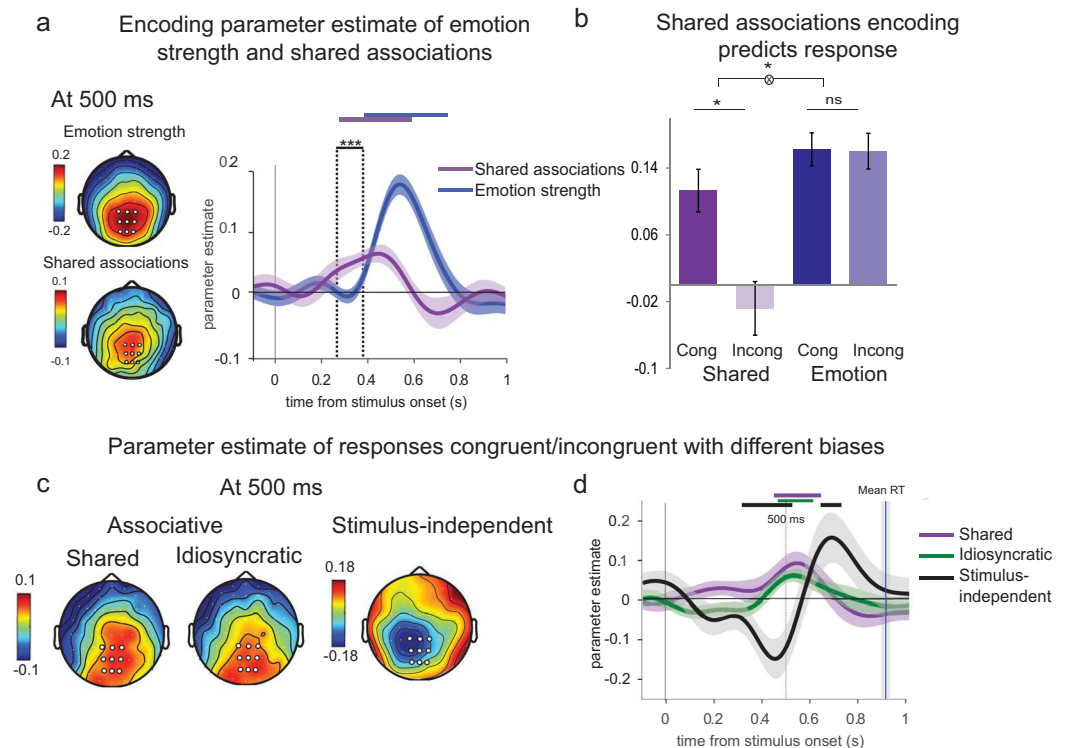 a
Encoding parameter estimate of emotion
strength and shared associations
At 500 ms
Emotion strength
0.2
-0.2
Shared associations
0.1
-0.1
***
Shared associations
Emotion strength
0.2
0.1
0
-0.1
parameter estimate
0
0.2
0.4
0.6
0.8
1
time from stimulus onset (s)
b
Shared associations encoding
predicts response
*
*
ns
0.14
0.06
-0.02
-0.1
Cong Incong Cong Incong
Shared Emotion
Parameter estimate of responses congruent/incongruent with different biases
c
At 500 ms
Associative
Stimulus-independent
Shared
Idiosyncratic
0.1
-0.1
0.18
-0.18
d
Mean RT
500 ms
Shared
Idiosyncratic
Stimulus-
independent
0.2
0.1
0
-0.1
-0.2
parameter estimate
0
0.2
0.4
0.6
0.8
1
time from stimulus onset (s)